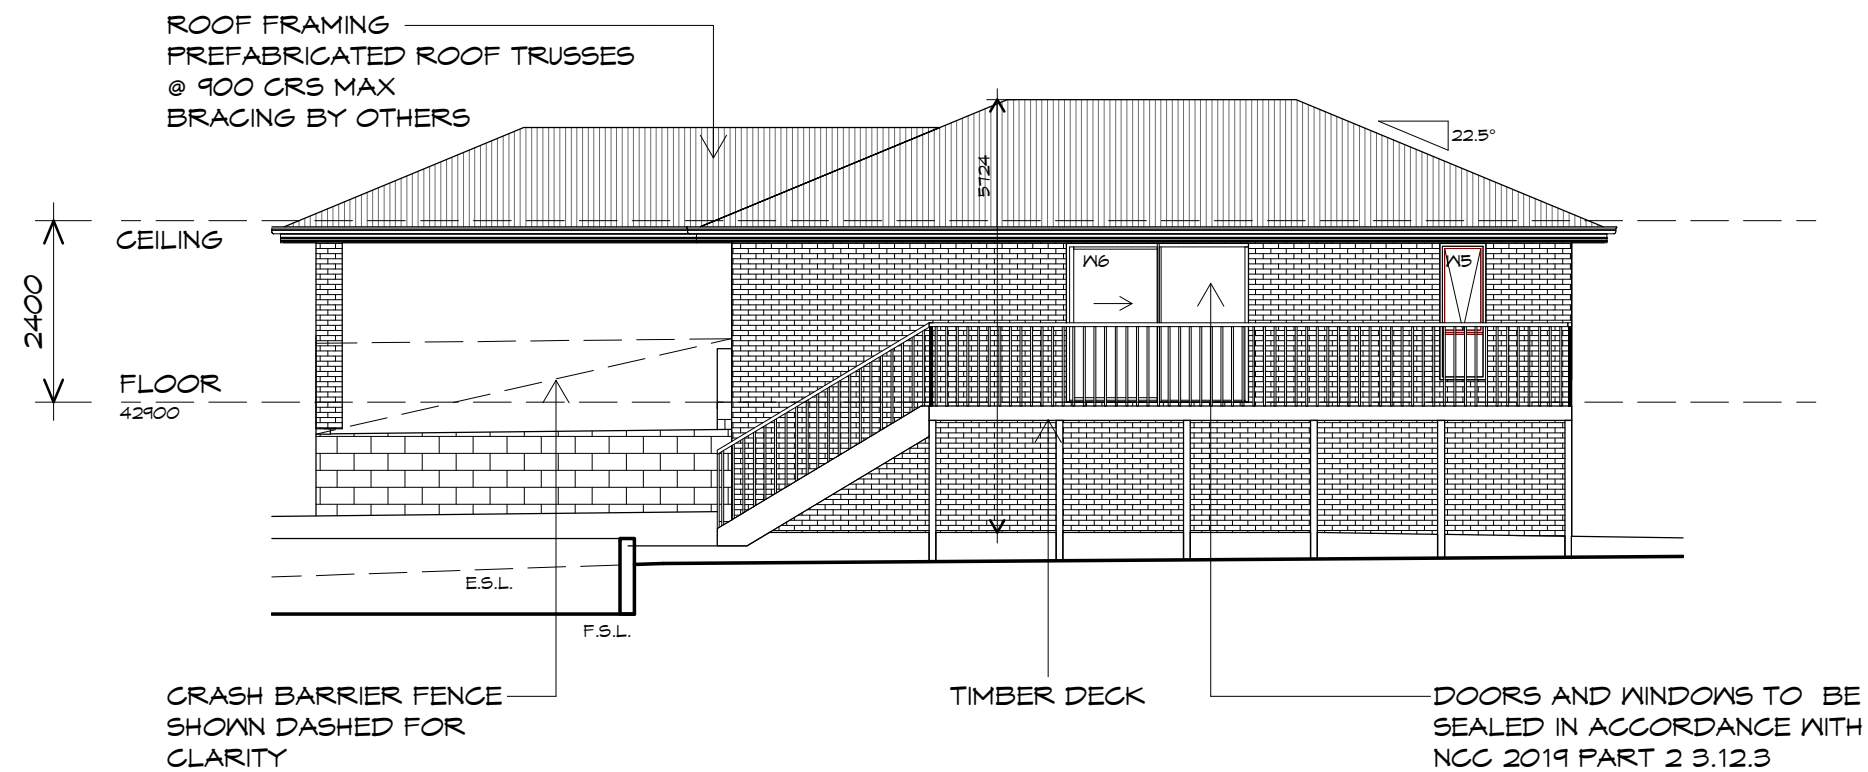 ROOF FRAMING
PREFABRICATED ROOF TRUSSES
@ 900 CRS MAX
BRACING BY OTHERS
22.5°
5724
CEILING
2400
W6
W5
FLOOR
42900
E.S.L.
F.S.L.
CRASH BARRIER FENCE
SHOWN DASHED FOR
CLARITY
TIMBER DECK
DOORS AND WINDOWS TO BE
SEALED IN ACCORDANCE WITH
NCC 2019 PART 2 3.12.3